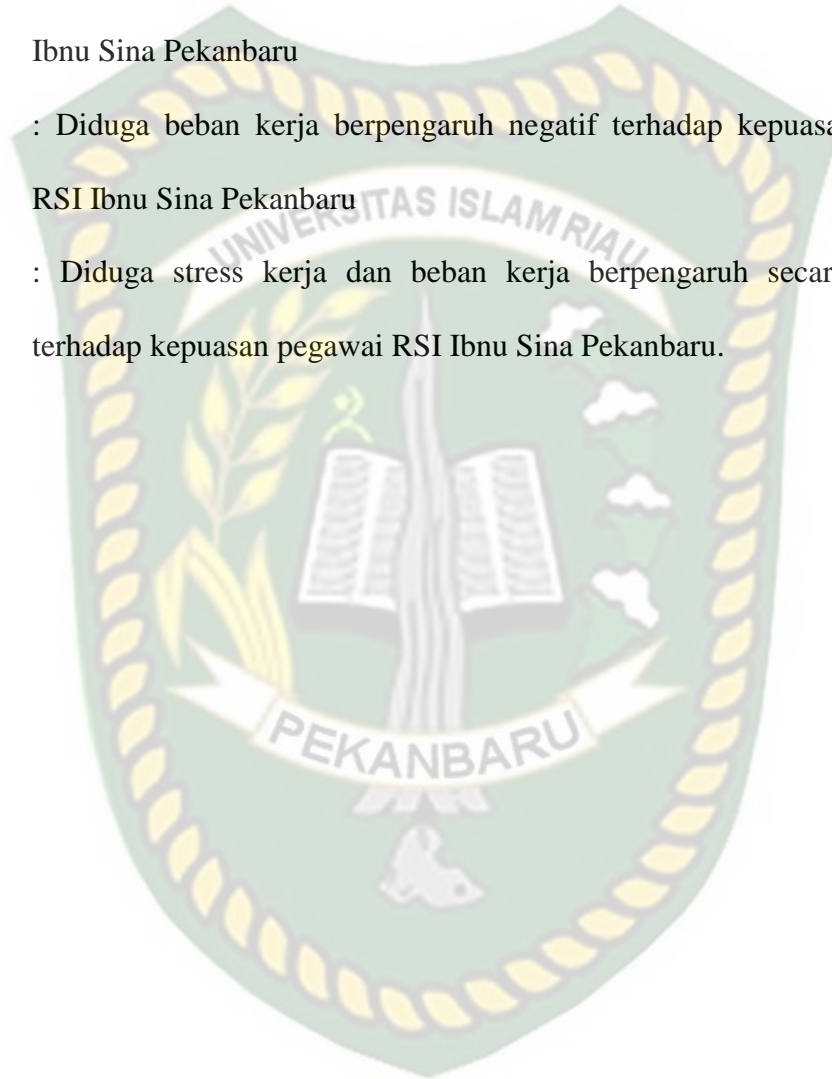 Ibnu Sina Pekanbaru
: Diduga beban kerja berpengaruh negatif terhadap
RSI Ibnu Sina Pekanbaru
UNIVERSITAS ISLAM RIAU
: Diduga stress kerja dan beban kerja berpengaruh
terhadap kepuasan pegawai RSI Ibnu Sina Pekanbaru.
PEKANBARU